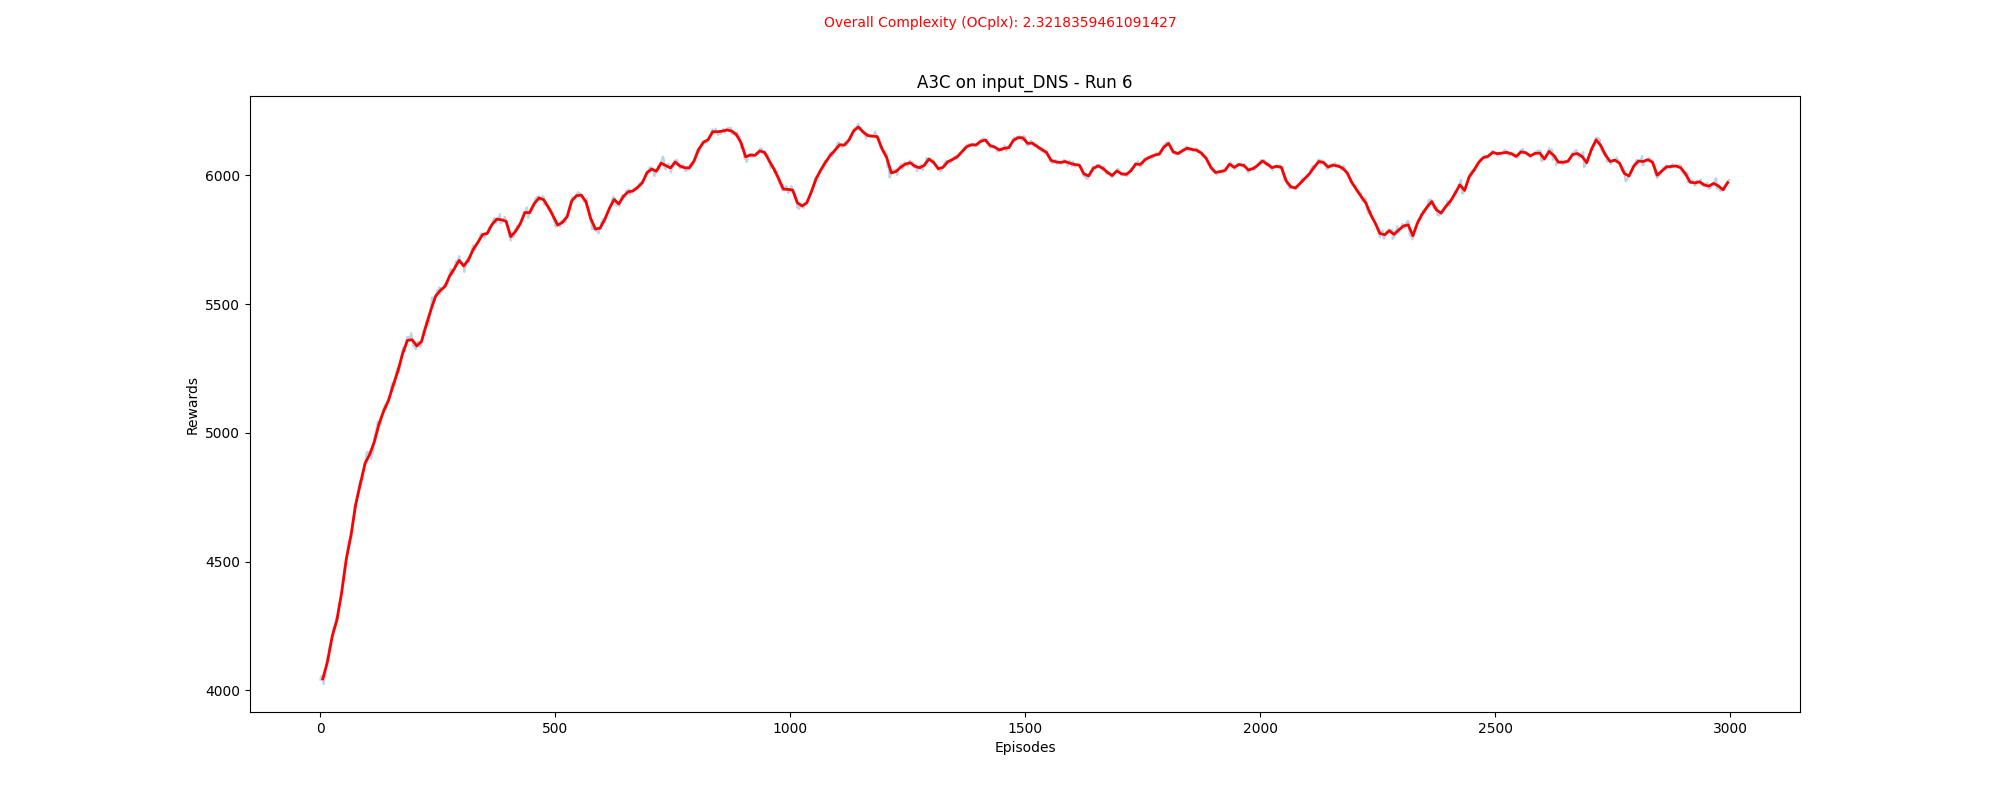 Overall Complexity (OCplx): 2.3218359461091427
A3C on input_DNS - Run 6
6000
5500
5000
4500
4000
Rewards
0 500 1000 1500 2000 2500 3000
Episodes